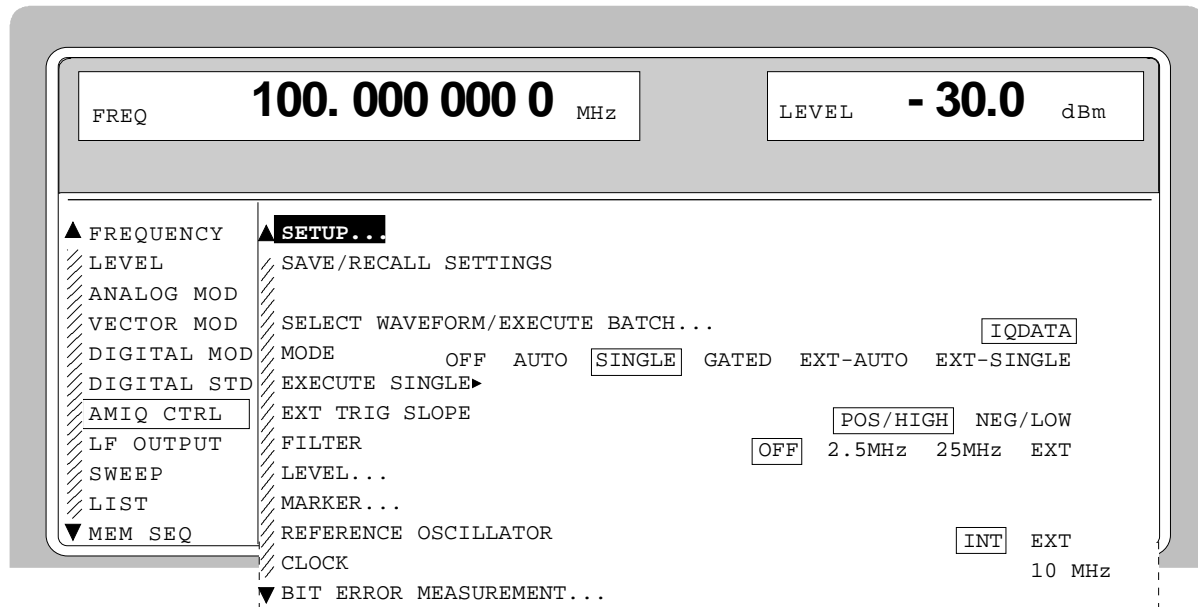 FREQ 100. 000 000 0 MHz LEVEL - 30.0 dBm
FREQUENCY
LEVEL
ANALOG MOD
VECTOR MOD
DIGITAL MOD
DIGITAL STD
AMIQ CTRL
LF OUTPUT
SWEEP
LIST
MEM SEQ
SETUP...
SAVE/RECALL SETTINGS
SELECT WAVEFORM/EXECUTE BATCH... IQDATA
MODE OFF AUTO SINGLE GATED EXT-AUTO EXT-SINGLE
EXECUTE SINGLE▶
EXT TRIG SLOPE POS/HIGH NEG/LOW
FILTER OFF 2.5MHz 25MHz EXT
LEVEL...
MARKER...
REFERENCE OSCILLATOR INT EXT
CLOCK 10 MHz
BIT ERROR MEASUREMENT...